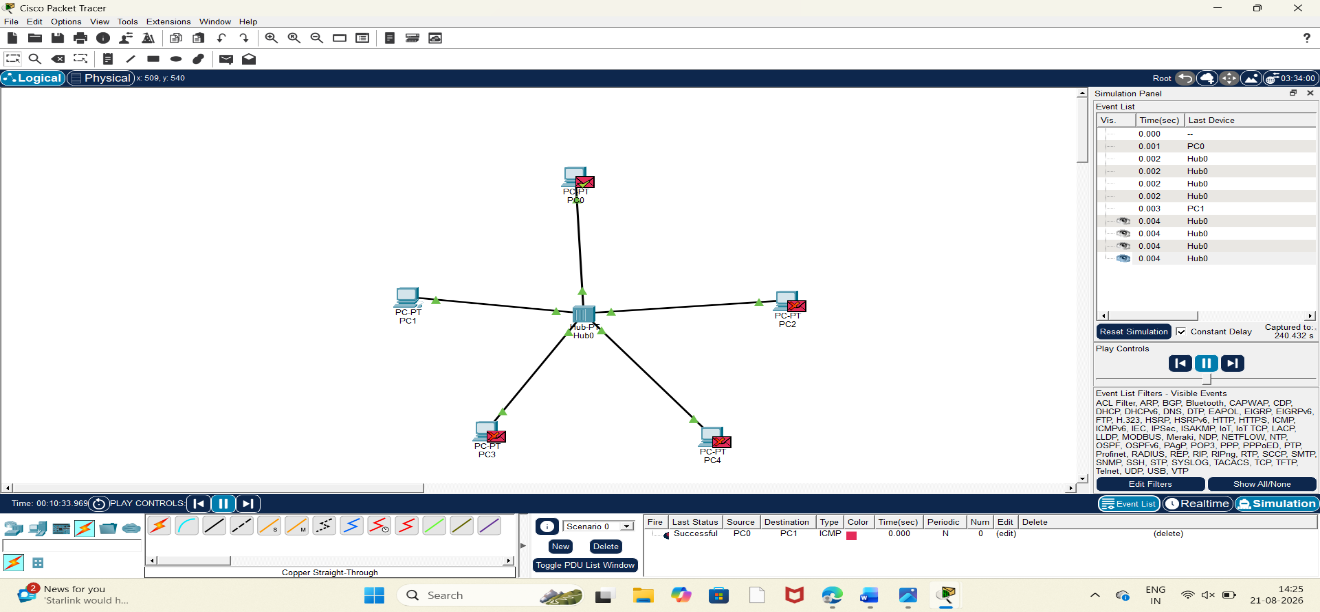 Cisco Packet Tracer
File Edit Options View Tools Extensions Window Help
?
Logical Physical x: 509, y: 540
Root 03:34:00
PC-PT
PC0
PC-PT
PC1
PC-PT
PC2
Hub-PT
Hub0
PC-PT
PC3
PC-PT
PC4
Simulation Panel
Event List
Vis. Time(sec) Last Device
0.000 --
0.001 PC0
0.002 Hub0
0.002 Hub0
0.002 Hub0
0.002 Hub0
0.003 PC1
0.004 Hub0
0.004 Hub0
0.004 Hub0
0.004 Hub0
Reset Simulation Constant Delay Captured to:.
240.432 s
Play Controls
Event List Filters - Visible Events
ACL Filter, ARP, BGP, Bluetooth, CAPWAP, CDP,
DHCP, DHCPv6, DNS, DTP, EAPOL, EIGRP, EIGRPv6,
FTP, H.323, HSRP, HSRPv6, HTTP, HTTPS, ICMP,
ICMPv6, IEC, IPSec, ISAKMP, IoT, IoT TCP, LACP,
LLDP, MODBUS, Meraki, NDP, NETFLOW, NTP,
OSPF, OSPFv6, PAgP, POP3, PPP, PPPoED, PTP,
Profinet, RADIUS, REP, RIP, RIPng, RTP, SCCP, SMTP,
SNMP, SSH, STP, SYSLOG, TACACS, TCP, TFTP,
Telnet, UDP, USB, VTP
Edit Filters Show All/None
Time: 00:10:33.969 PLAY CONTROLS:
Event List Realtime Simulation
Copper Straight-Through
Scenario 0
New Delete
Toggle PDU List Window
Fire Last Status Source Destination Type Color Time(sec) Periodic Num Edit Delete
Successful PC0 PC1 ICMP 0.000 N 0 (edit) (delete)
2
News for you
'Starlink would h...
Search
ENG
IN
14:25
21-08-2026